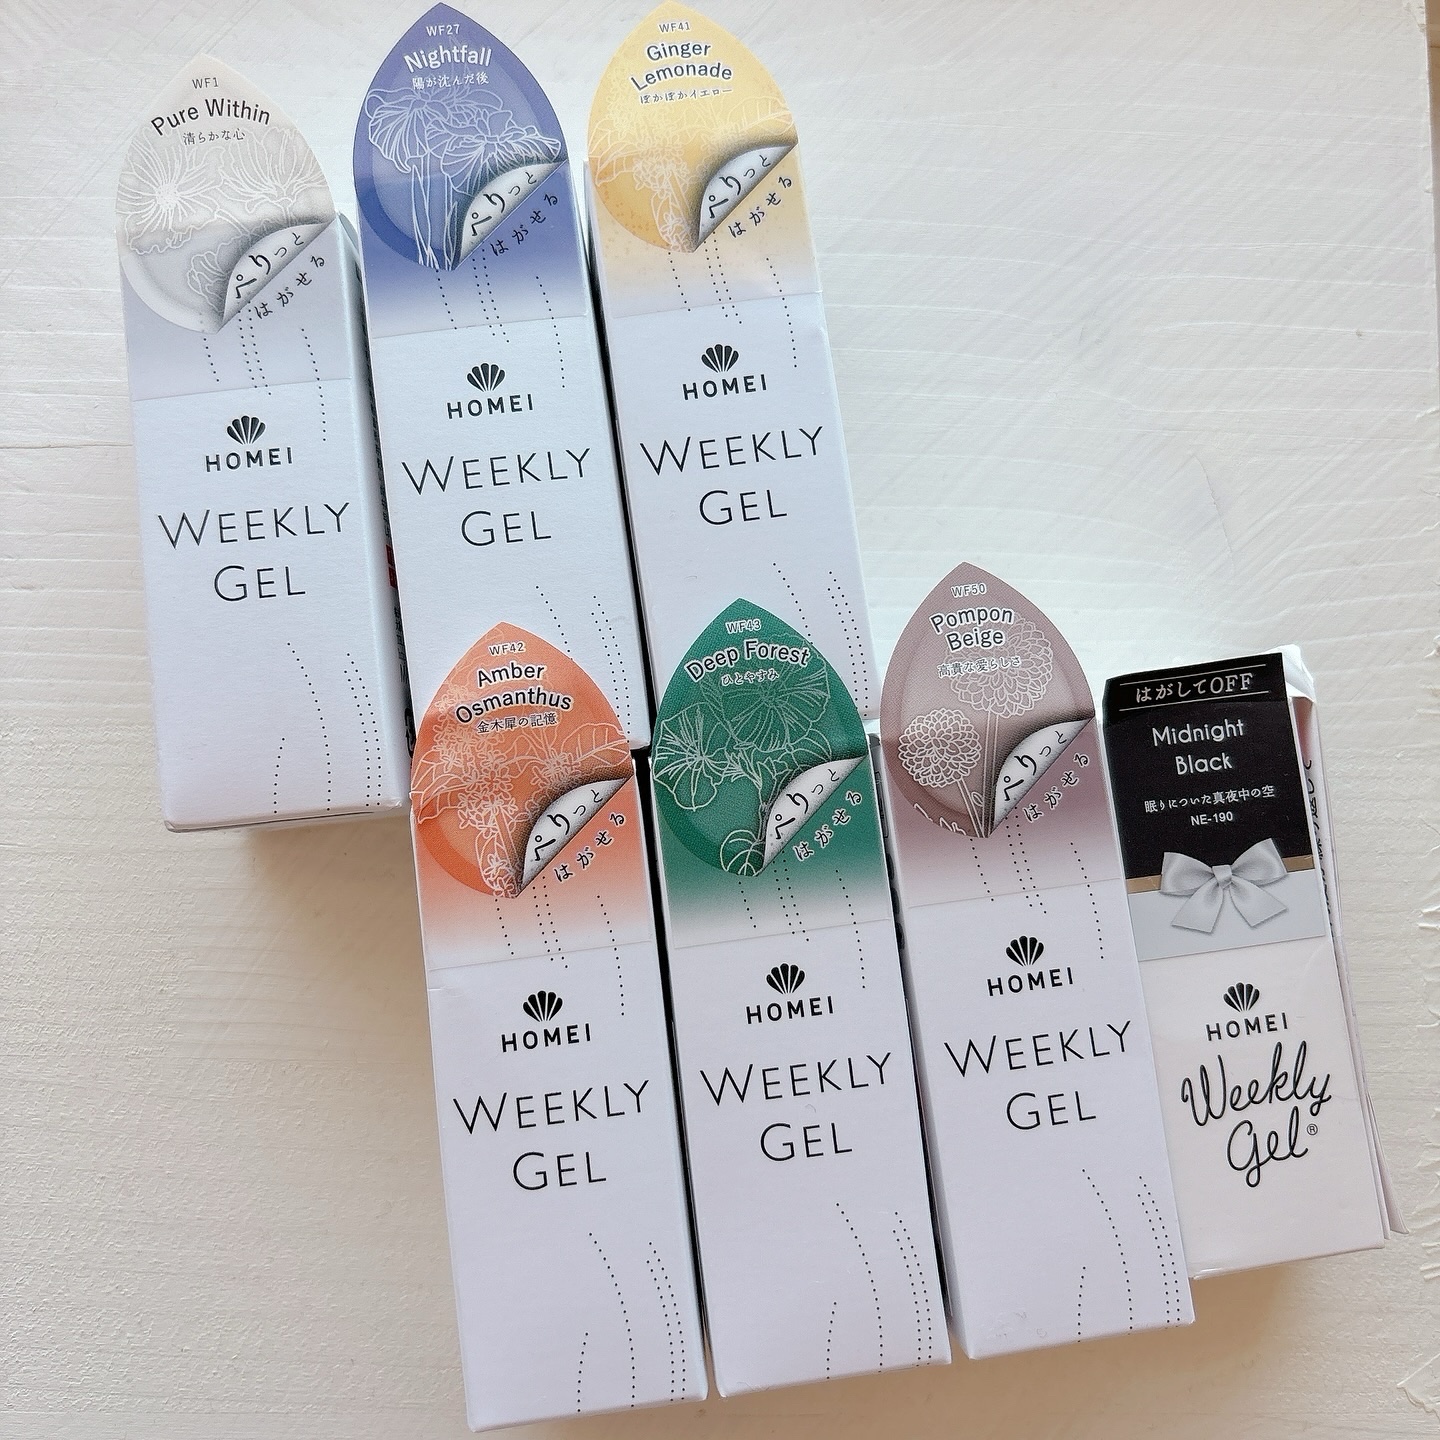 WF1
Pure Within
清らかな心
ぺりっと
はがせる
HOMEI
WEEKLY
GEL
WF27
Nightfall
陽が沈んだ後
ぺりっと
はがせる
HOMEI
WEEKLY
GEL
WF41
Ginger
Lemonade
ぽかぽかイエロー
ぺりっと
はがせる
HOMEI
WEEKLY
GEL
WF42
Amber
Osmanthus
金木犀の記憶
ぺりっと
はがせる
HOMEI
WEEKLY
GEL
WF43
Deep Forest
ひとやすみ
ぺりっと
はがせる
HOMEI
WEEKLY
GEL
WF50
Pompon
Beige
高貴な愛らしさ
ぺりっと
はがせる
HOMEI
WEEKLY
GEL
はがしてOFF
Midnight
Black
眠りについた真夜中の空
NE-190
HOMEI
Weekly
Gel®